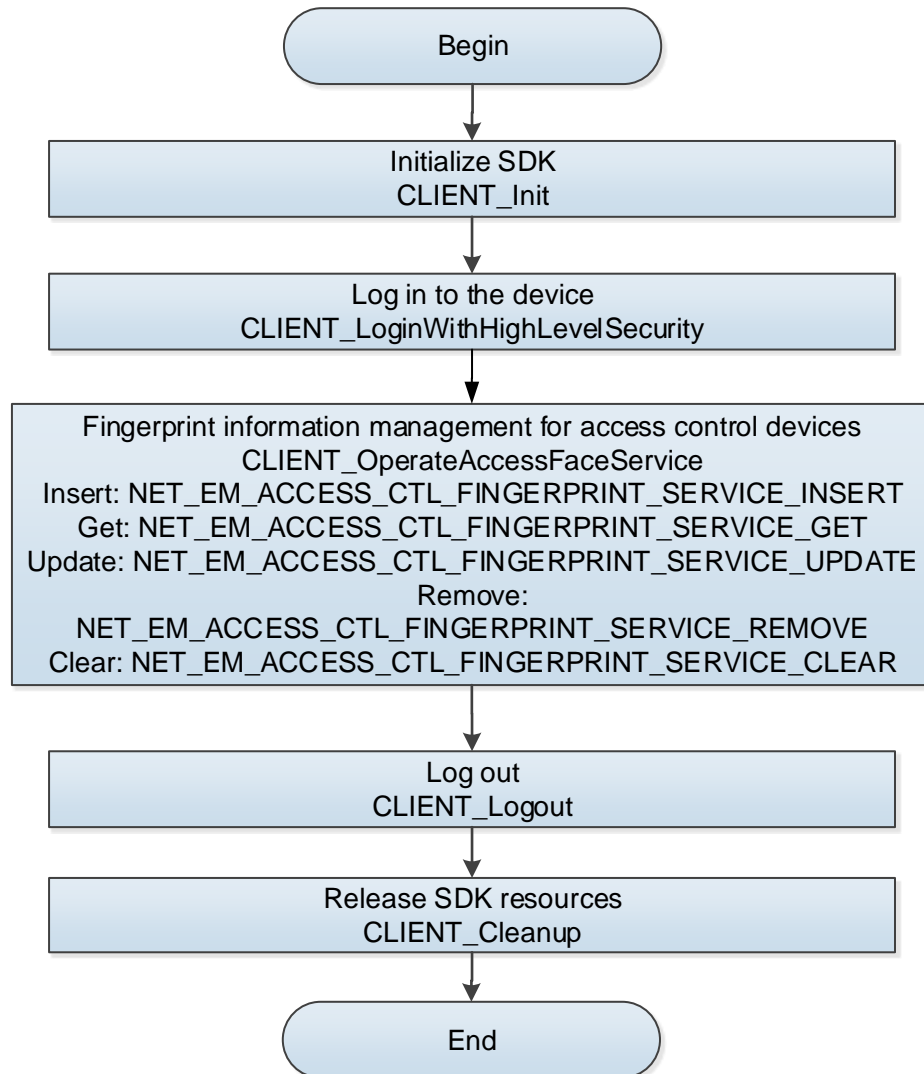 Begin
Initialize SDK
CLIENT_Init
Log in to the device
CLIENT_LoginWithHighLevelSecurity
Fingerprint information management for access control devices
CLIENT_OperateAccessFaceService
Insert: NET_EM_ACCESS_CTL_FINGERPRINT_SERVICE_INSERT
Get: NET_EM_ACCESS_CTL_FINGERPRINT_SERVICE_GET
Update: NET_EM_ACCESS_CTL_FINGERPRINT_SERVICE_UPDATE
Remove:
NET_EM_ACCESS_CTL_FINGERPRINT_SERVICE_REMOVE
Clear: NET_EM_ACCESS_CTL_FINGERPRINT_SERVICE_CLEAR
Log out
CLIENT_Logout
Release SDK resources
CLIENT_Cleanup
End